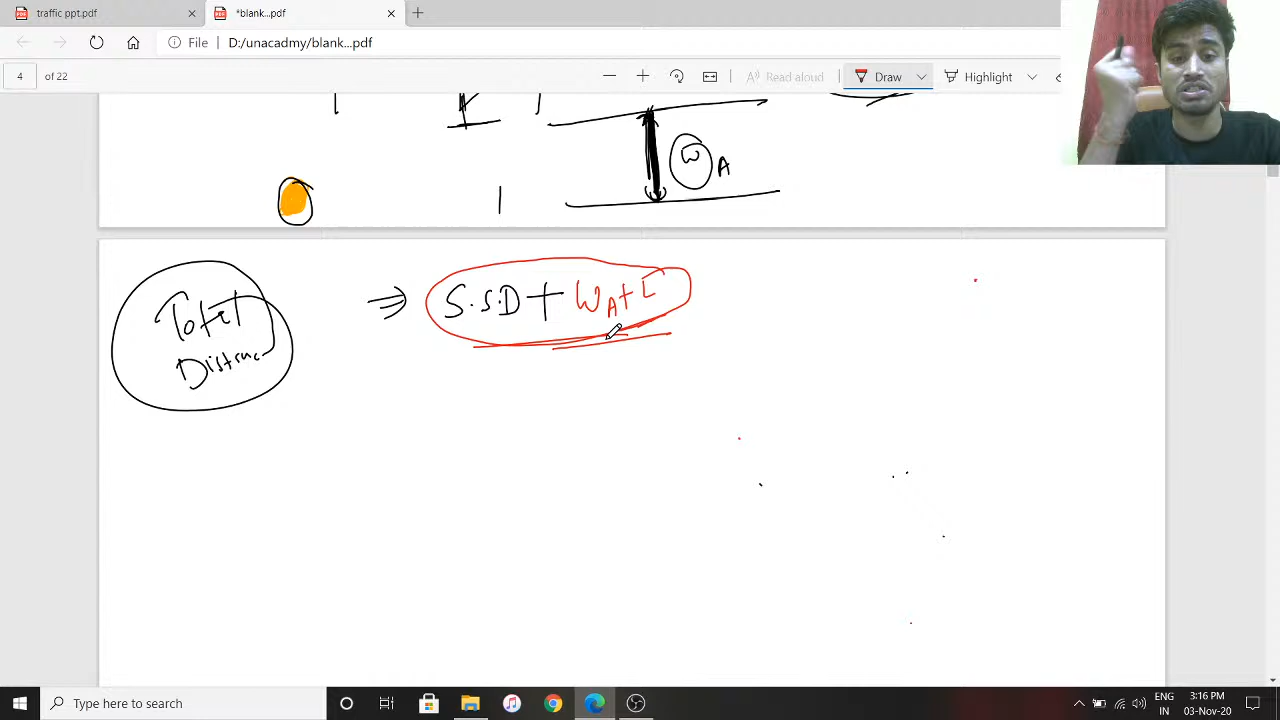 traffic ppt.pdf
*blank...pdf
File D:/unacadmy/blank...pdf
4 of 22
Read aloud
Draw
Highlight
W A
Total
Distanc
⇒ S.S.D + WA + L
Type here to search
ENG
IN
3:16 PM
03-Nov-20